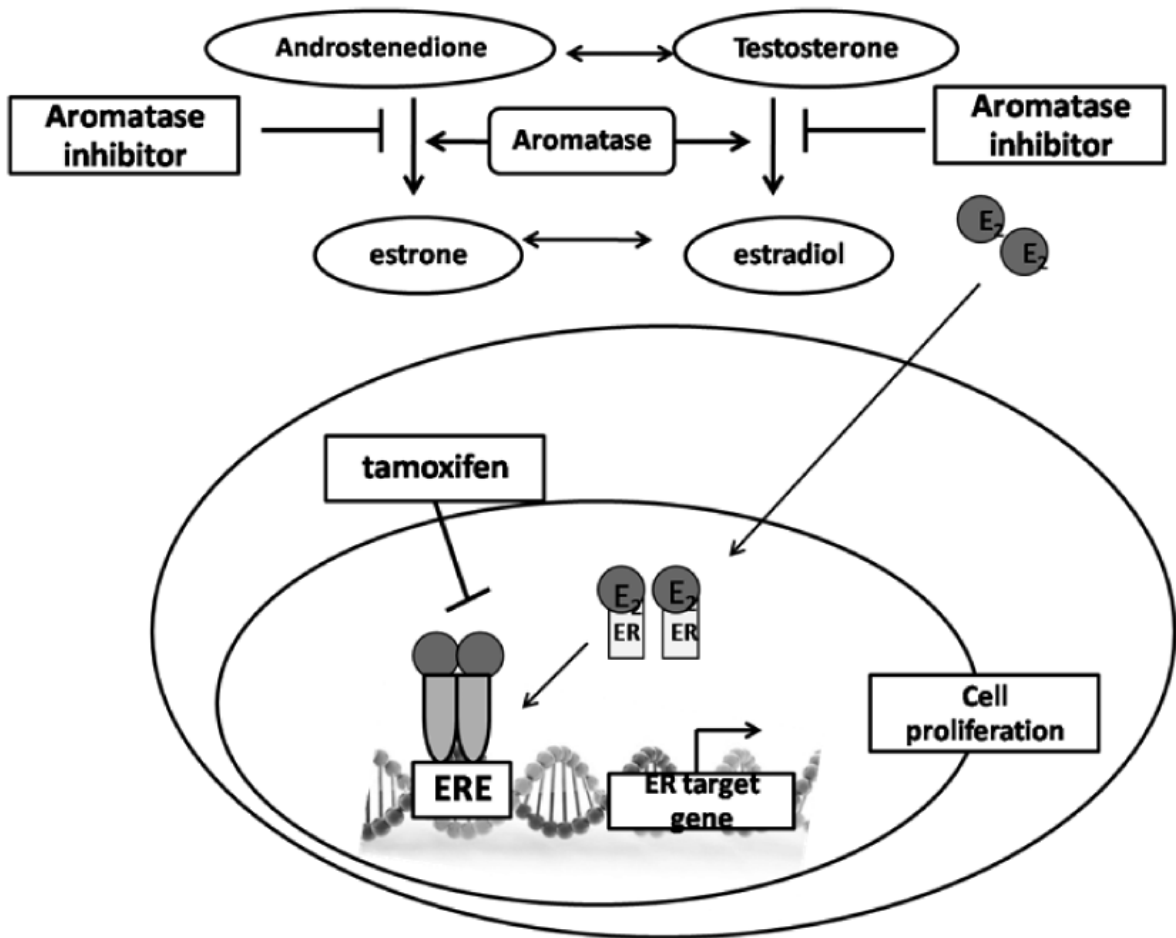 Androstenedione
Testosterone
Aromatase
inhibitor
Aromatase
Aromatase
inhibitor
estrone
estradiol
E2
E2
tamoxifen
E2
E2
ER
ER
Cell
proliferation
ERE
ER target
gene